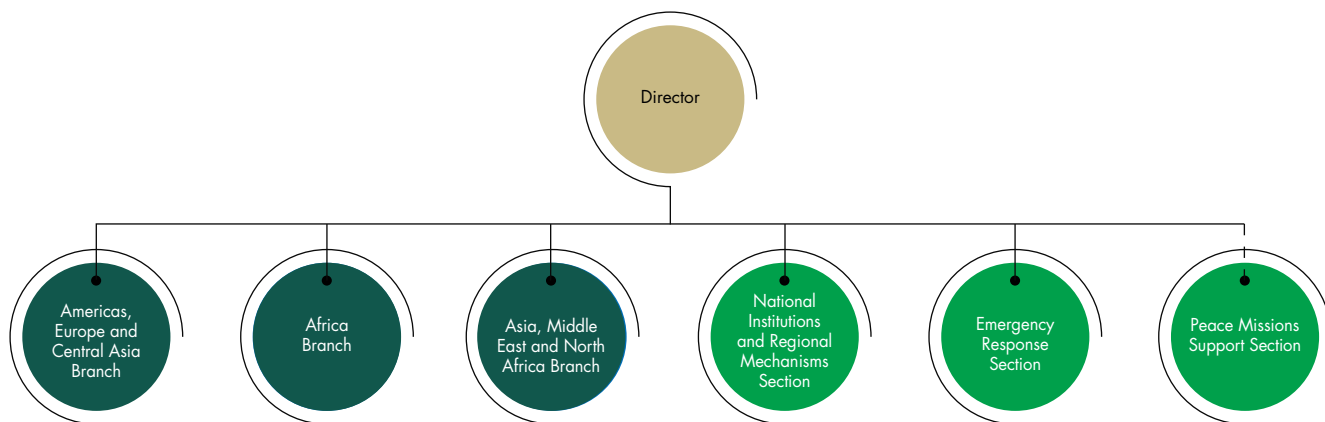 Director
Americas,
Europe and
Central Asia
Branch
Africa
Branch
Asia, Middle
East and North
Africa Branch
National
Institutions
and Regional
Mechanisms
Section
Emergency
Response
Section
Peace Missions
Support Section